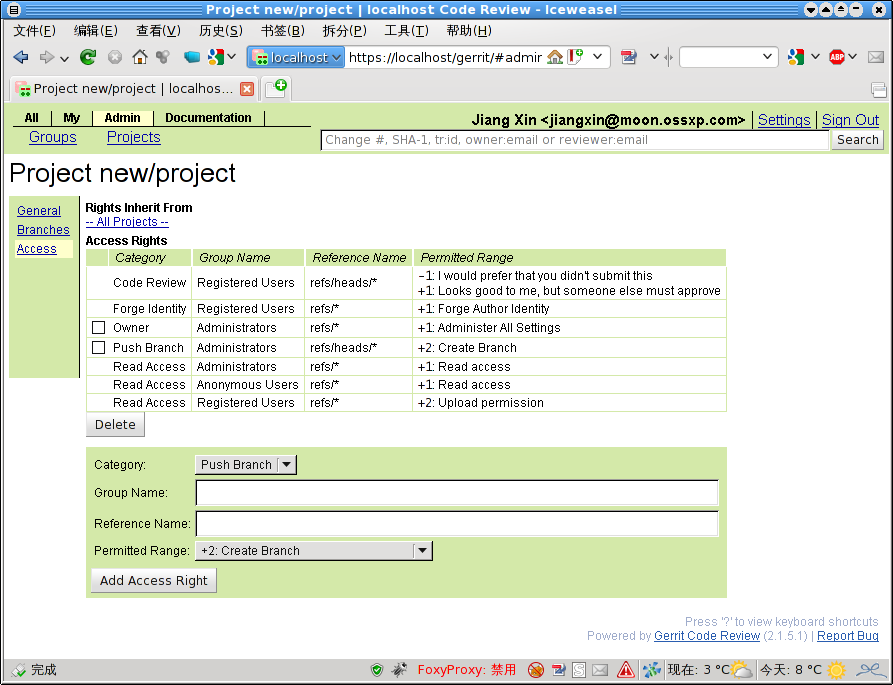 Project new/project | localhost Code Review - Iceweasel
文件(F) 编辑(E) 查看(V) 历史(S) 书签(B) 拆分(P) 工具(T) 帮助(H)
localhost https://localhost/gerrit/#admir
Project new/project | localhos...
All My Admin Documentation
Jiang Xin <jiangxin@moon.ossxp.com> Settings Sign Out
Groups Projects
Change #, SHA-1, tr:id, owner:email or reviewer:email Search
Project new/project
General
Branches
Access
Rights Inherit From
-- All Projects --
Access Rights
Category Group Name Reference Name Permitted Range
Code Review Registered Users refs/heads/* −1: I would prefer that you didn't submit this
+1: Looks good to me, but someone else must approve
Forge Identity Registered Users refs/* +1: Forge Author Identity
Owner Administrators refs/* +1: Administer All Settings
Push Branch Administrators refs/heads/* +2: Create Branch
Read Access Administrators refs/* +1: Read access
Read Access Anonymous Users refs/* +1: Read access
Read Access Registered Users refs/* +2: Upload permission
Delete
Category: Push Branch
Group Name:
Reference Name:
Permitted Range: +2: Create Branch
Add Access Right
Press '?' to view keyboard shortcuts
Powered by Gerrit Code Review (2.1.5.1) | Report Bug
完成 FoxyProxy: 禁用 现在: 3 °C 今天: 8 °C
ABP